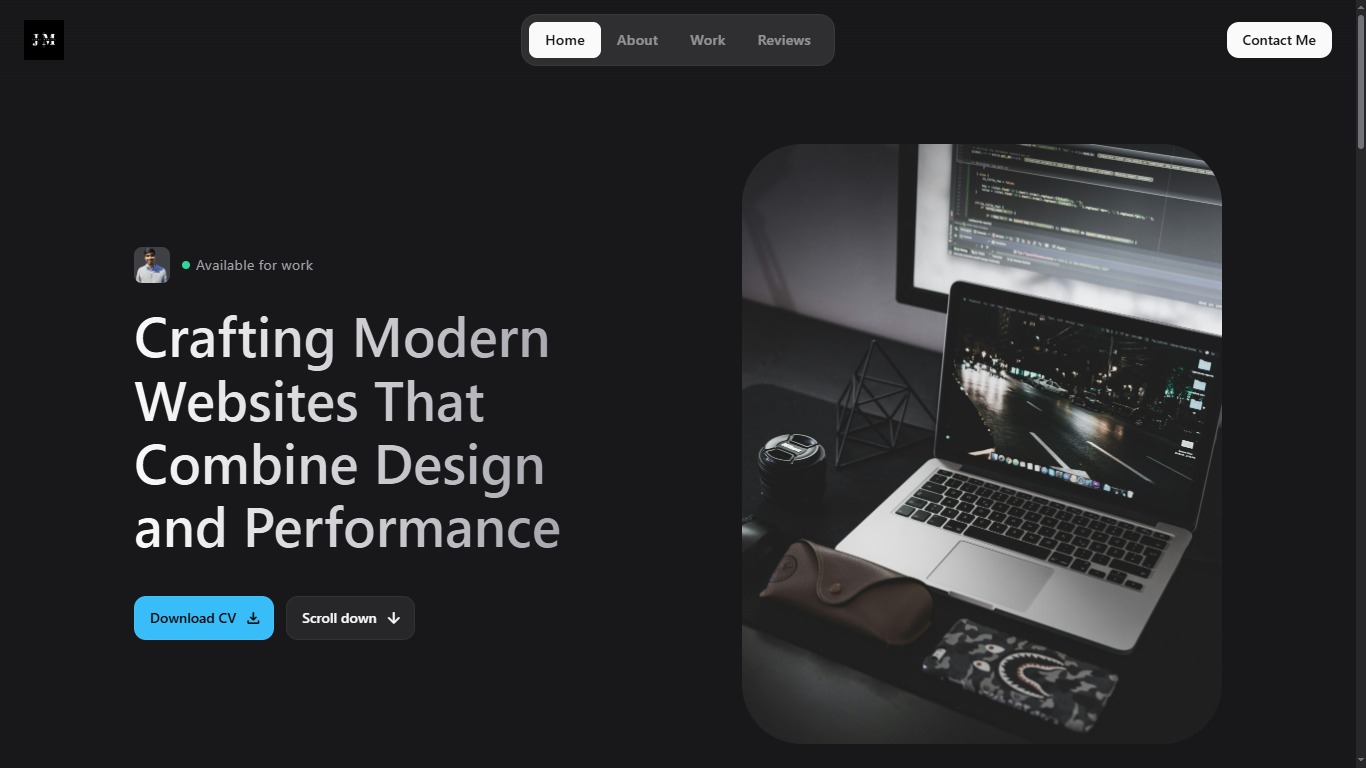 JM
Home
About
Work
Reviews
Contact Me
Available for work
Crafting Modern
Websites That
Combine Design
and Performance
Download CV
Scroll down